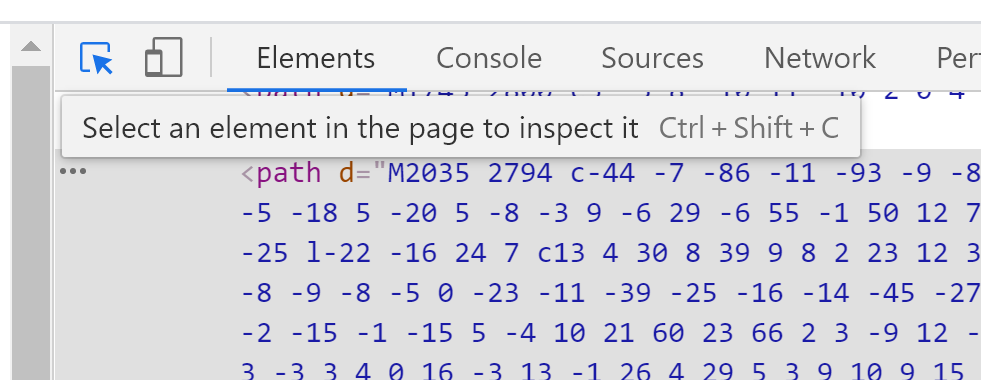 Elements Console Sources Network Per
Select an element in the page to inspect it Ctrl + Shift + C
<path d="M2035 2794 c-44 -7 -86 -11 -93 -9 -8
-5 -18 5 -20 5 -8 -3 9 -6 29 -6 55 -1 50 12 7
-25 l-22 -16 24 7 c13 4 30 8 39 9 8 2 23 12 3
-8 -9 -8 -5 0 -23 -11 -39 -25 -16 -14 -45 -27
-2 -15 -1 -15 5 -4 10 21 60 23 66 2 3 -9 12 -
3 -3 3 4 0 16 -3 13 -1 26 4 29 5 3 9 10 9 15